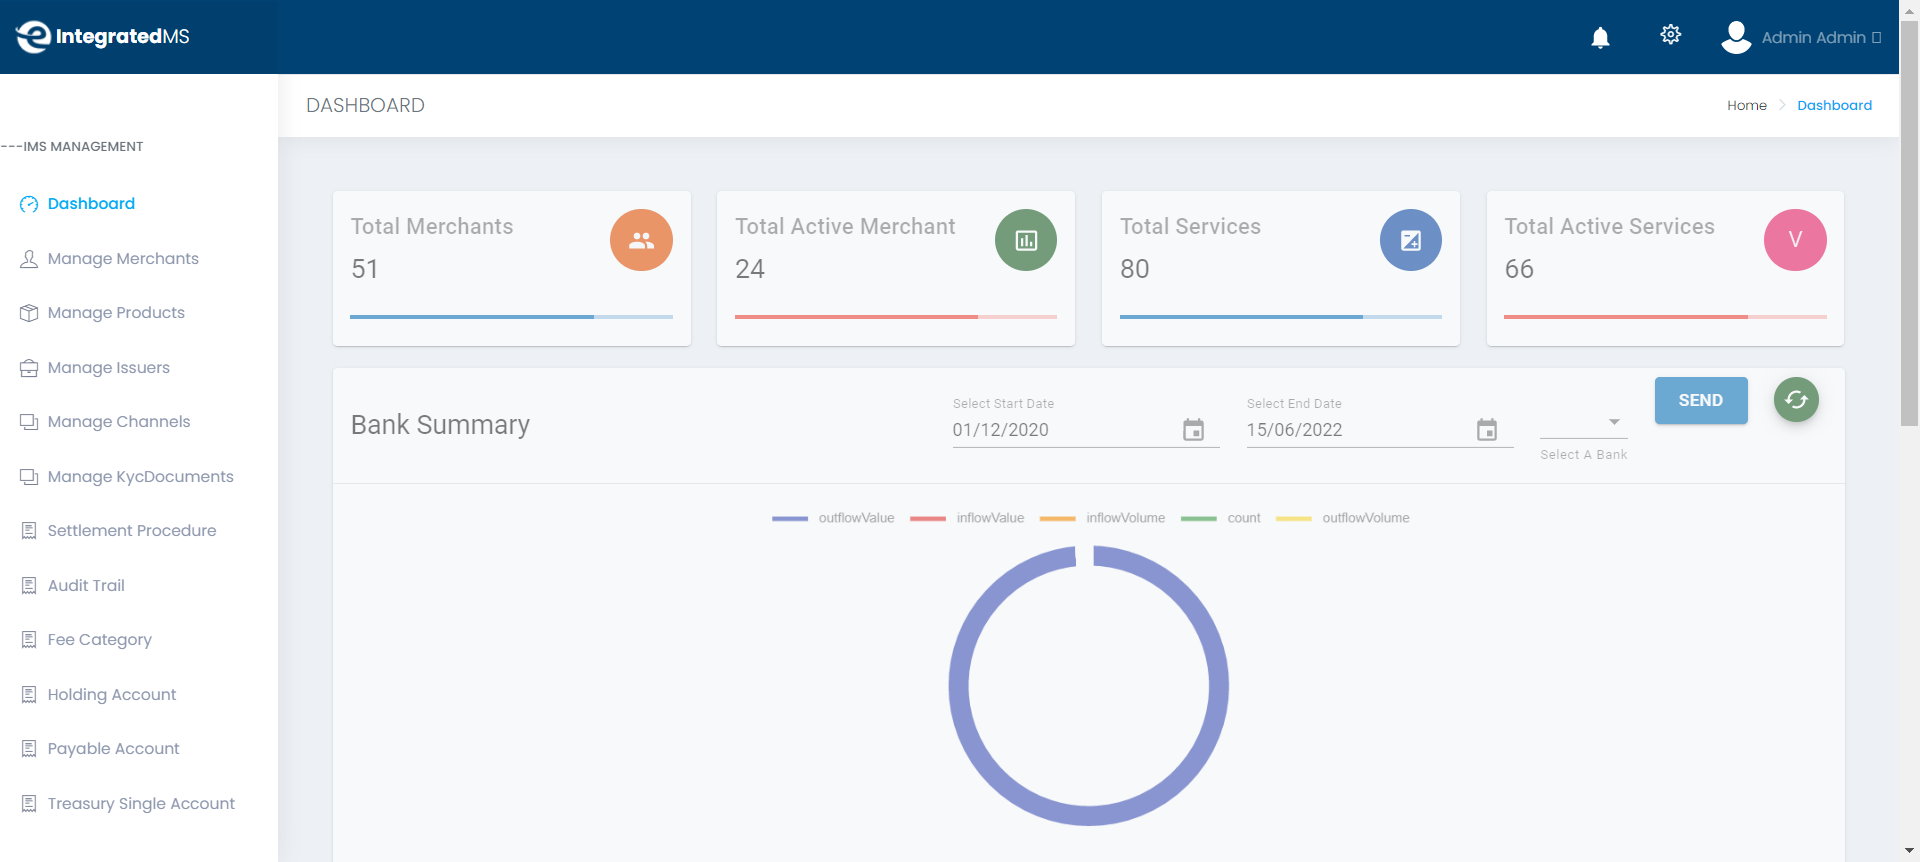 IntegratedMS
Admin Admin
DASHBOARD
Home
Dashboard
---IMS MANAGEMENT
Dashboard
Manage Merchants
Manage Products
Manage Issuers
Manage Channels
Manage KycDocuments
Settlement Procedure
Audit Trail
Fee Category
Holding Account
Payable Account
Treasury Single Account
Total Merchants
51
Total Active Merchant
24
Total Services
80
Total Active Services
66
V
Bank Summary
Select Start Date
01/12/2020
Select End Date
15/06/2022
Select A Bank
SEND
outflowValue inflowValue inflowVolume count outflowVolume